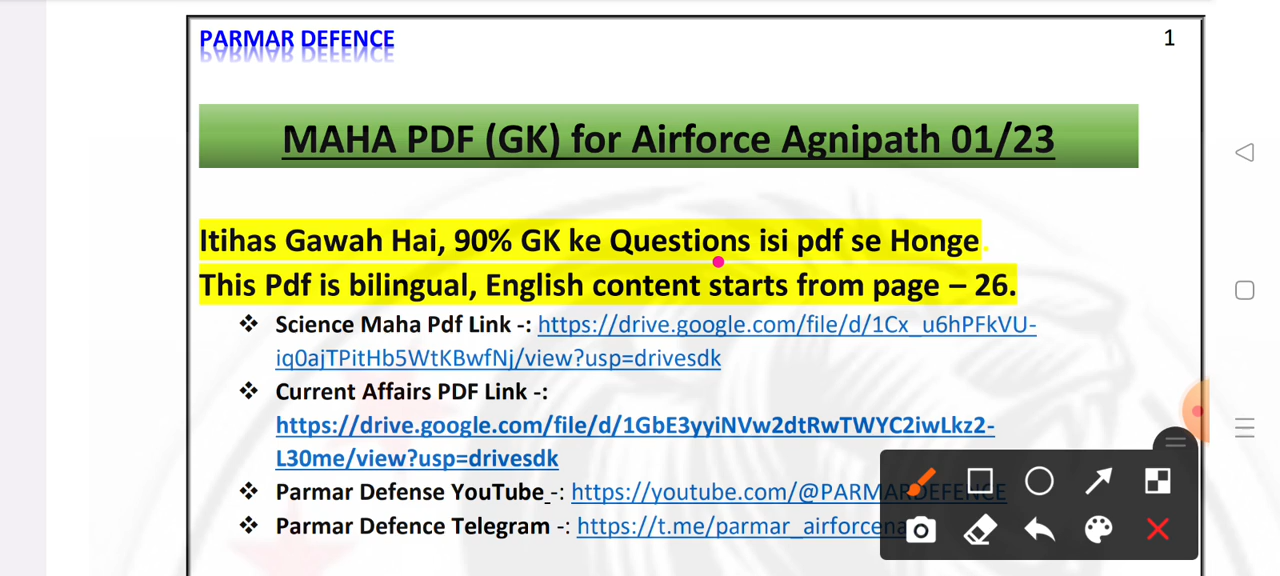 PARMAR DEFENCE
1
MAHA PDF (GK) for Airforce Agnipath 01/23
Itihas Gawah Hai, 90% GK ke Questions isi pdf se Honge.
This Pdf is bilingual, English content starts from page – 26.
❖ Science Maha Pdf Link -: https://drive.google.com/file/d/1Cx_u6hPFkVU-
iq0ajTPitHb5WtKBwfNj/view?usp=drivesdk
❖ Current Affairs PDF Link -:
https://drive.google.com/file/d/1GbE3yyiNVw2dtRwTWYC2iwLkz2-
L30me/view?usp=drivesdk
❖ Parmar Defense YouTube -: https://youtube.com/@PARMARDEFENCE
❖ Parmar Defence Telegram -: https://t.me/parmar_airforcena